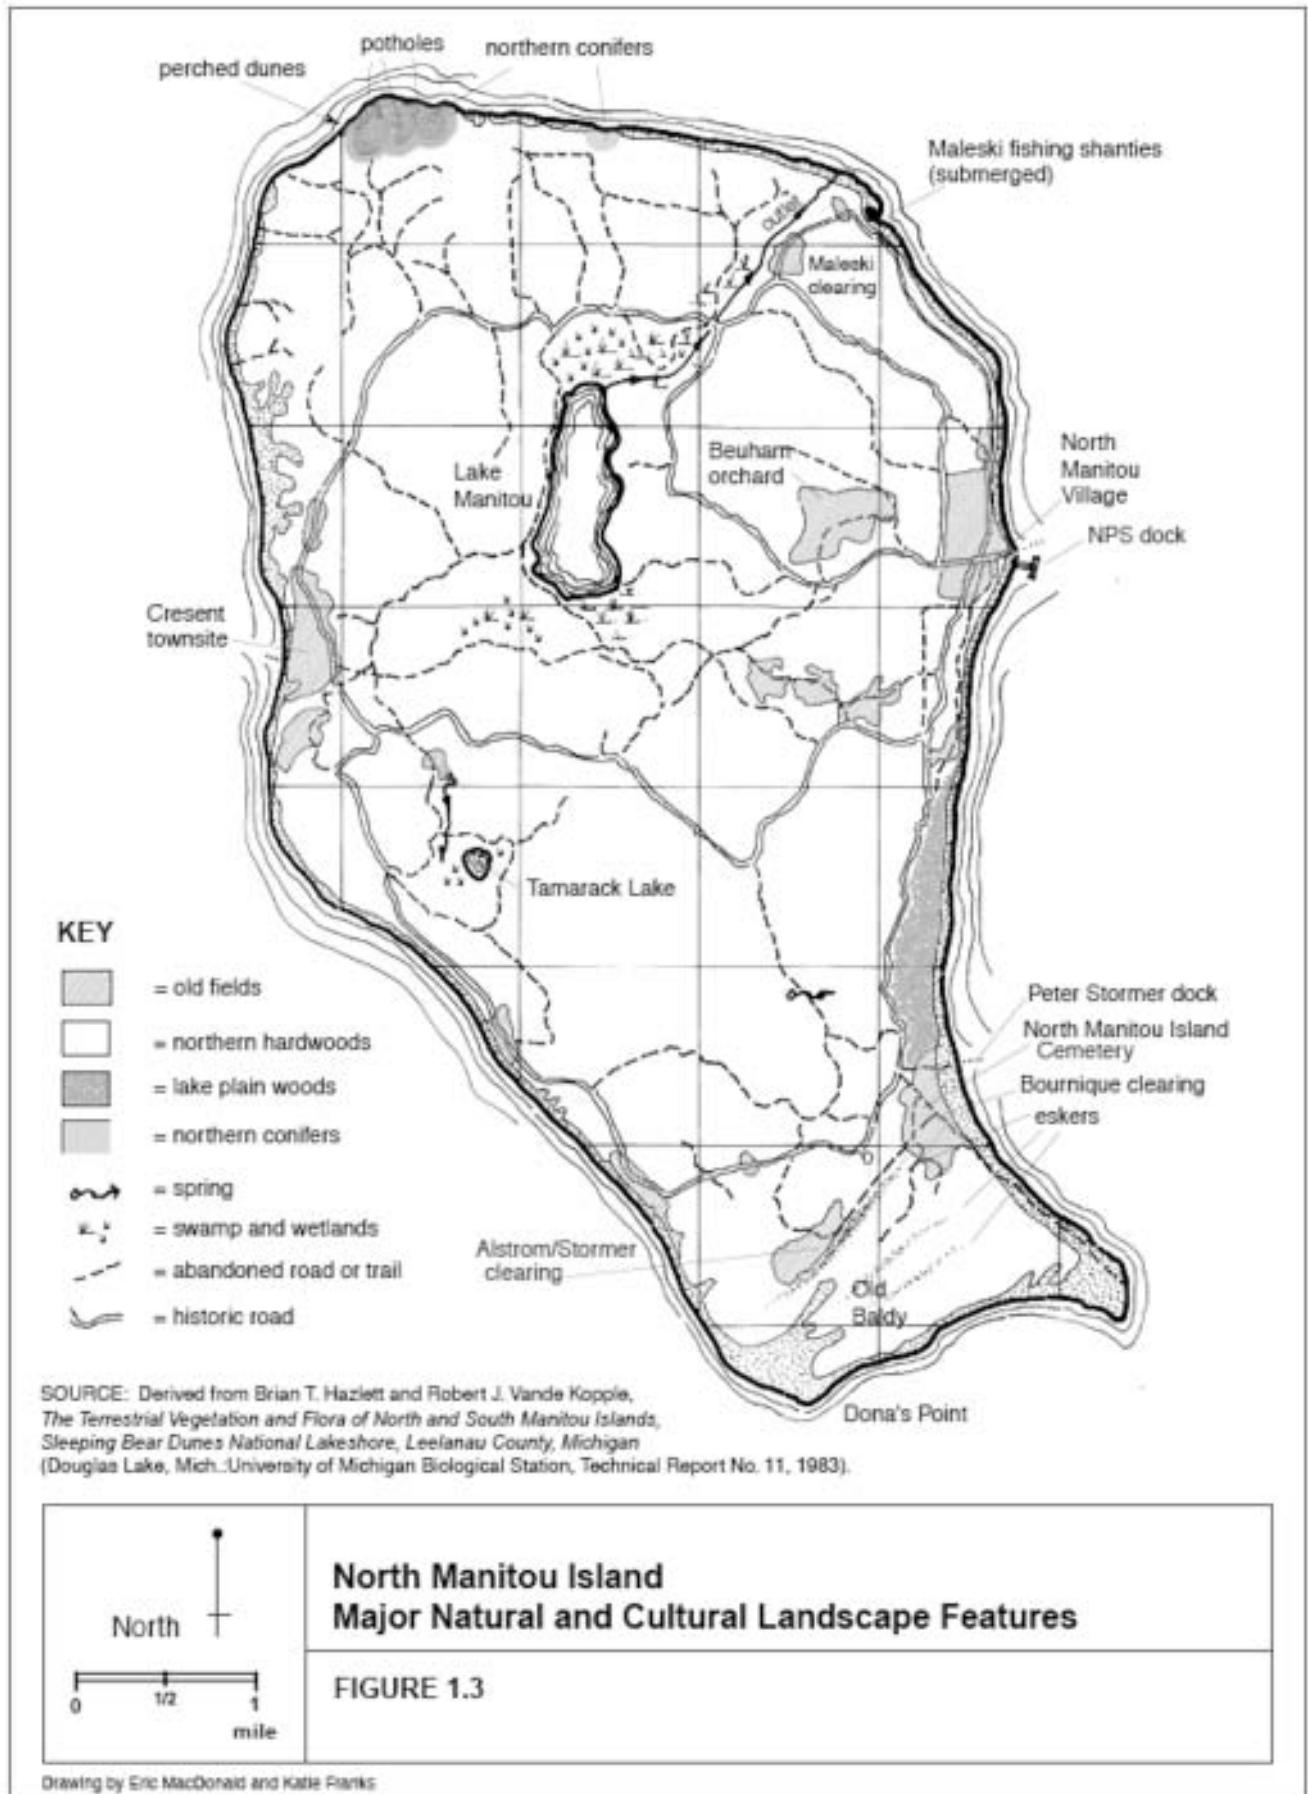 potholes
northern conifers
perched dunes
Maleski fishing shanties
(submerged)
outlet
Maleski
clearing
North
Manitou
Village
Beuham
orchard
Lake
Manitou
NPS dock
Cresent
townsite
Tamarack Lake
KEY
= old fields
= northern hardwoods
= lake plain woods
= northern conifers
= spring
= swamp and wetlands
= abandoned road or trail
= historic road
Peter Stormer dock
North Manitou Island
Cemetery
Bournique clearing
eskers
Alstrom/Stormer
clearing
Old
Baldy
Dona's Point
SOURCE: Derived from Brian T. Hazlett and Robert J. Vande Kopple,
The Terrestrial Vegetation and Flora of North and South Manitou Islands,
Sleeping Bear Dunes National Lakeshore, Leelanau County, Michigan
(Douglas Lake, Mich.:University of Michigan Biological Station, Technical Report No. 11, 1983).
North
0 1/2 1
mile
North Manitou Island
Major Natural and Cultural Landscape Features
FIGURE 1.3
Drawing by Eric MacDonald and Katie Franks